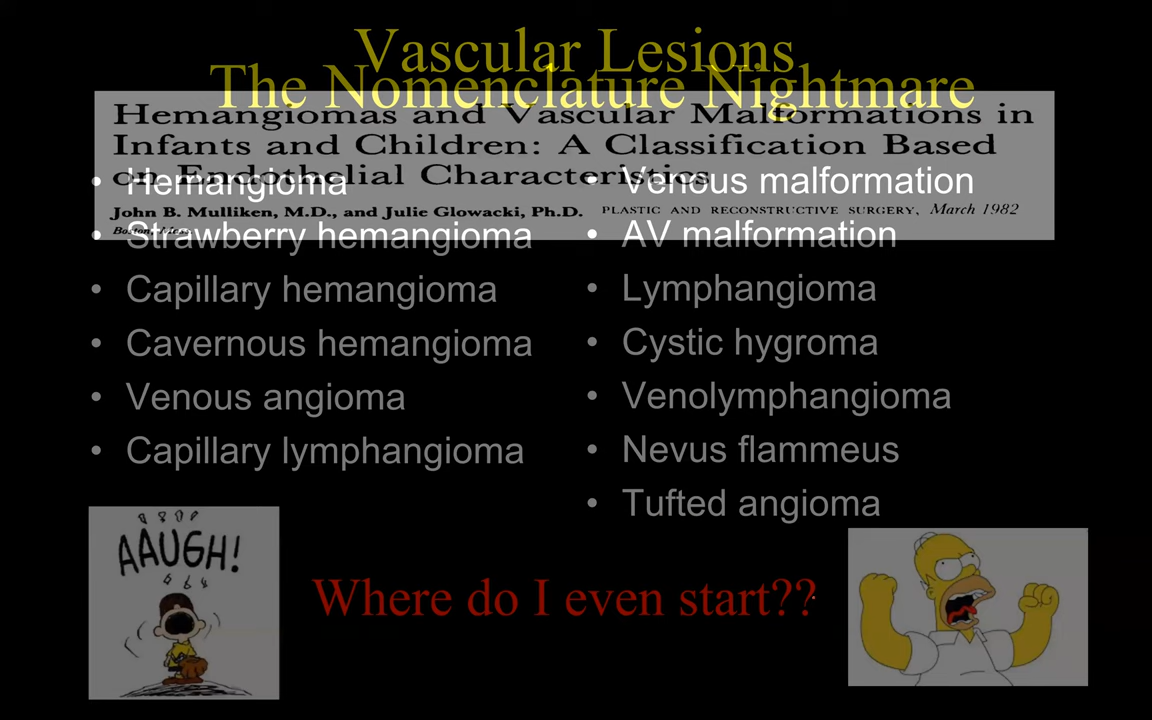 Vascular Lesions
The Nomenclature Nightmare
Hemangiomas and Vascular Malformations in
Infants and Children: A Classification Based
on Endothelial Characteristics
John B. Mulliken, M.D., and Julie Glowacki, Ph.D. PLASTIC AND RECONSTRUCTIVE SURGERY, March 1982
Boston, Mass.
• Hemangioma
• Strawberry hemangioma
• Capillary hemangioma
• Cavernous hemangioma
• Venous angioma
• Capillary lymphangioma
• Venous malformation
• AV malformation
• Lymphangioma
• Cystic hygroma
• Venolymphangioma
• Nevus flammeus
• Tufted angioma
AAUGH!
Where do I even start??